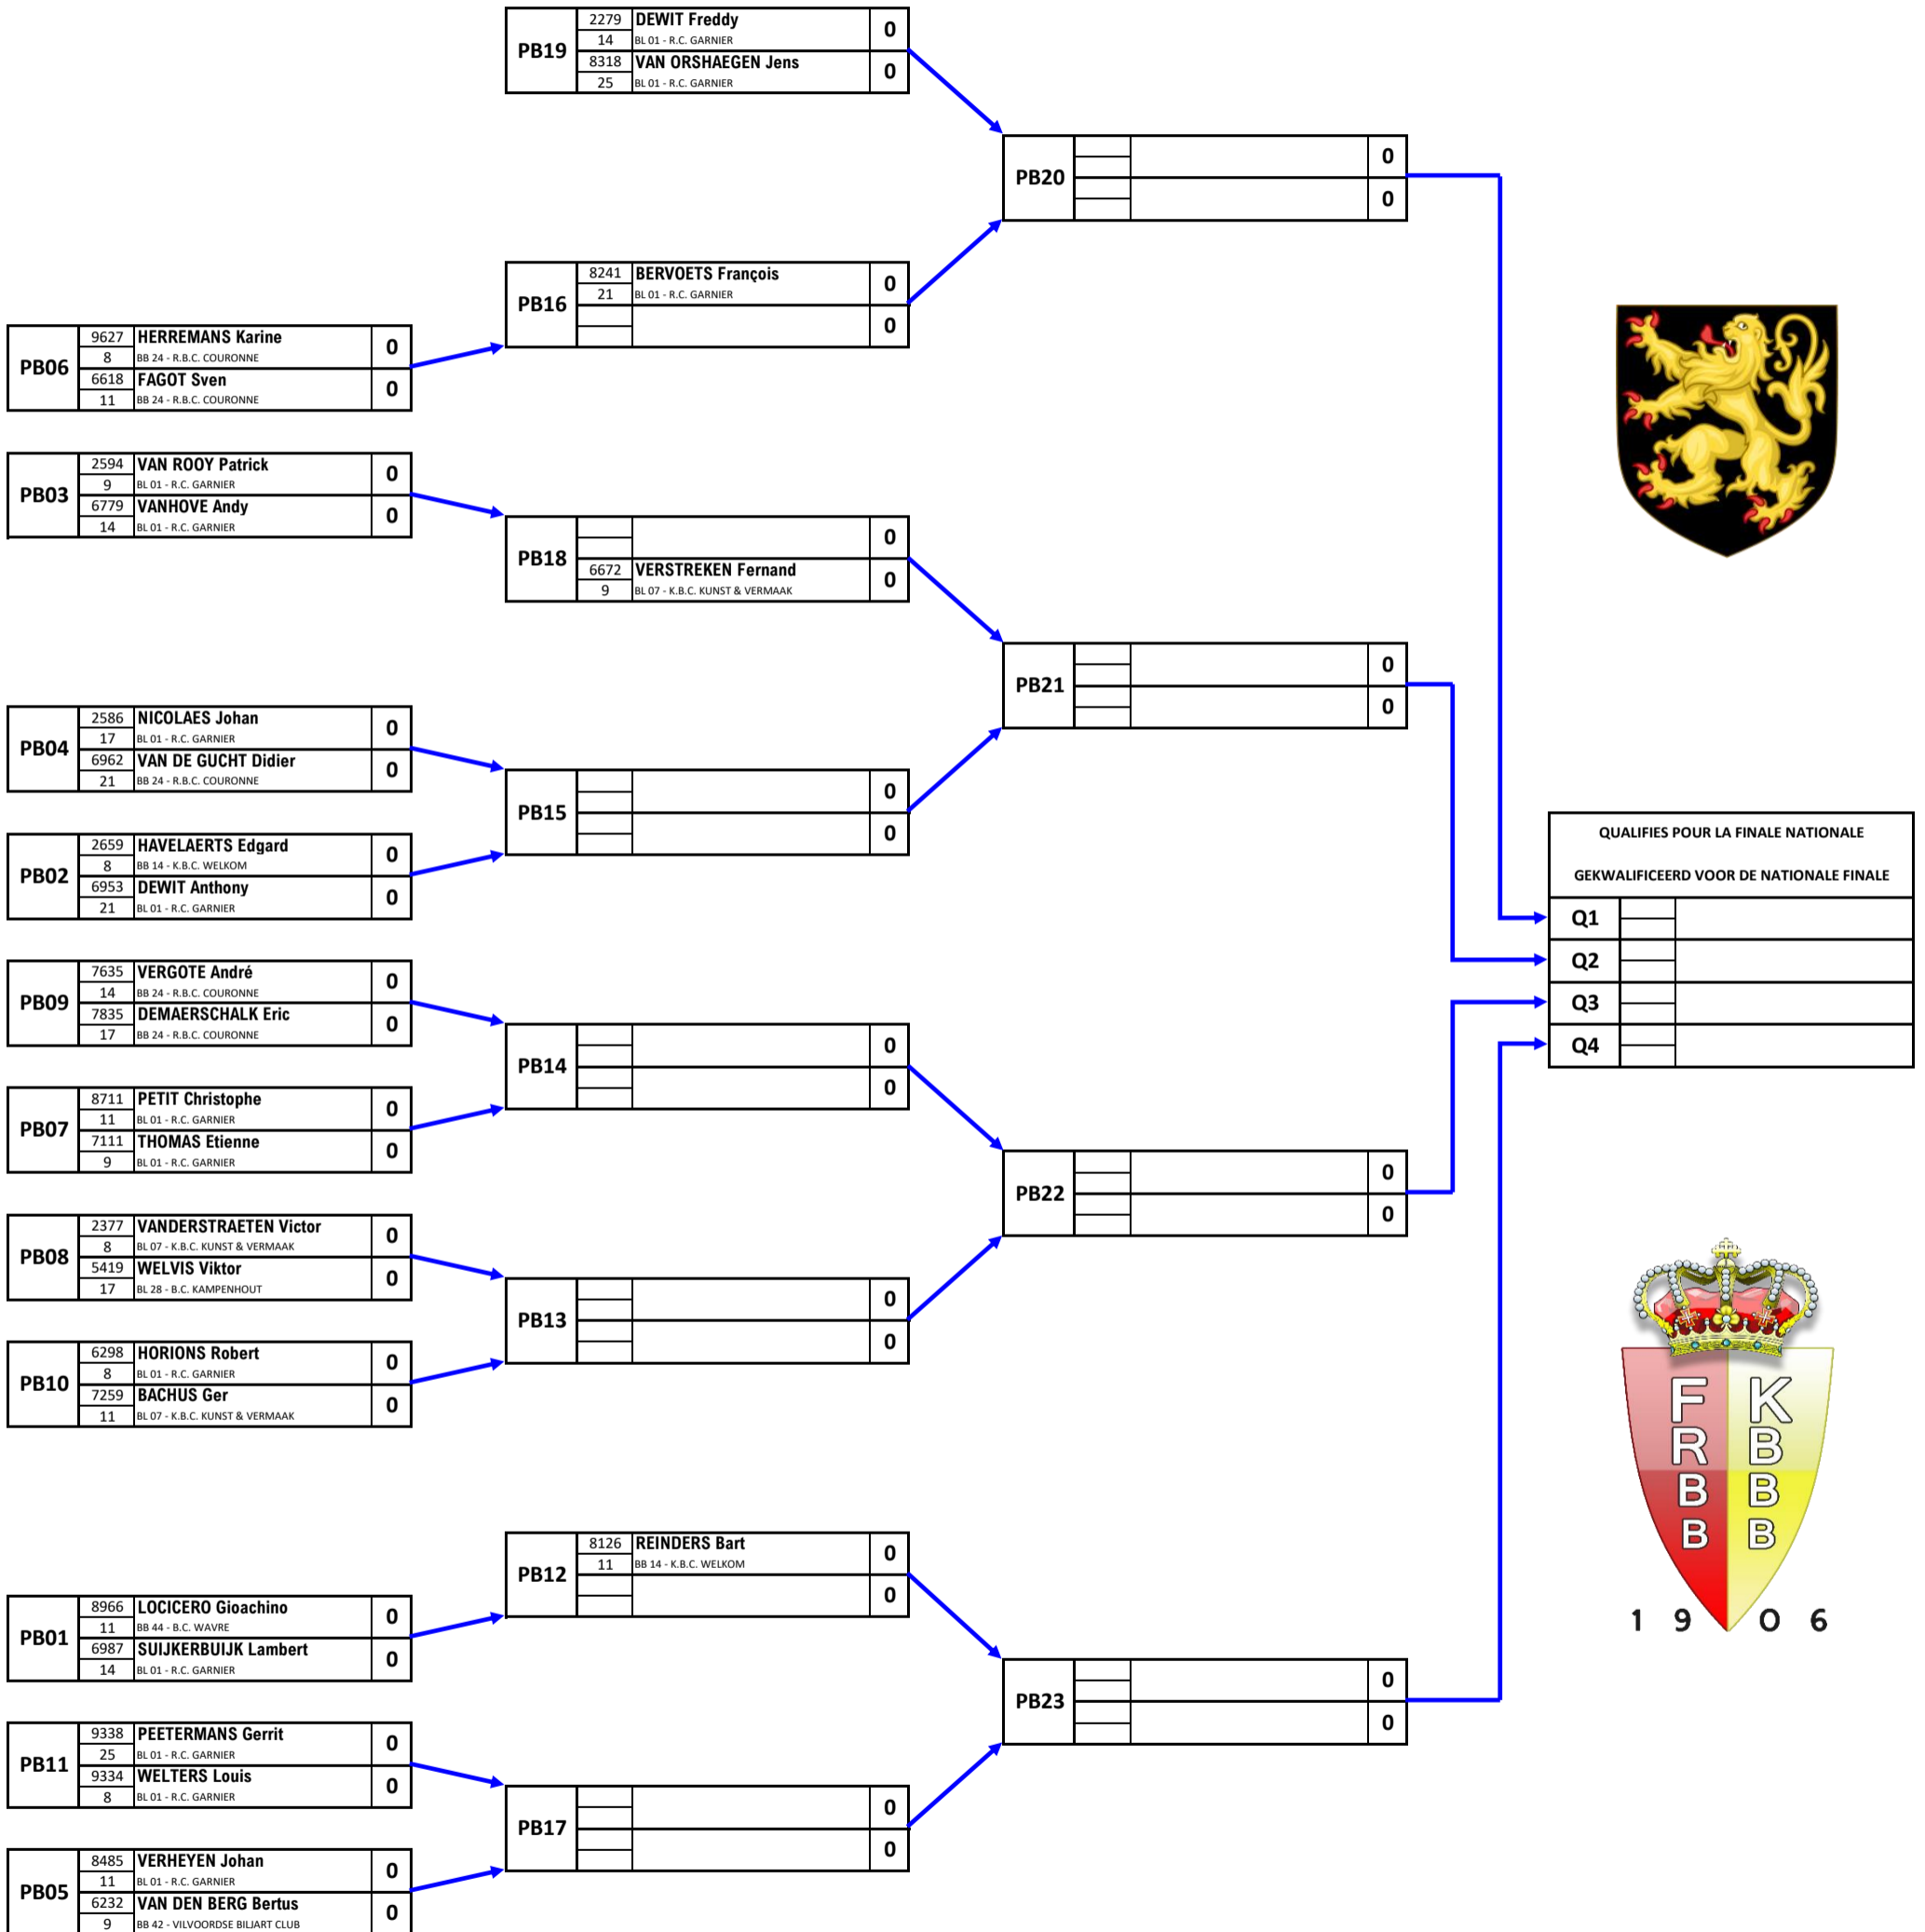 PB19
2279 DEWIT Freddy 0
14 BL 01 - R.C. GARNIER
8318 VAN ORSHAEGEN Jens 0
25 BL 01 - R.C. GARNIER
PB20
0
0
PB16
8241 BERVOETS François 0
21 BL 01 - R.C. GARNIER
0
PB06
9627 HERREMANS Karine 0
8 BB 24 - R.B.C. COURONNE
6618 FAGOT Sven 0
11 BB 24 - R.B.C. COURONNE
PB03
2594 VAN ROOY Patrick 0
9 BL 01 - R.C. GARNIER
6779 VANHOVE Andy 0
14 BL 01 - R.C. GARNIER
PB18
0
6672 VERSTREKEN Fernand 0
9 BL 07 - K.B.C. KUNST & VERMAAK
PB21
0
0
PB04
2586 NICOLAES Johan 0
17 BL 01 - R.C. GARNIER
6962 VAN DE GUCHT Didier 0
21 BB 24 - R.B.C. COURONNE
PB15
0
0
PB02
2659 HAVELAERTS Edgard 0
8 BB 14 - K.B.C. WELKOM
6953 DEWIT Anthony 0
21 BL 01 - R.C. GARNIER
QUALIFIES POUR LA FINALE NATIONALE
GEKWALIFICEERD VOOR DE NATIONALE FINALE
Q1
Q2
Q3
Q4
PB09
7635 VERGOTE André 0
14 BB 24 - R.B.C. COURONNE
7835 DEMAERSCHALK Eric 0
17 BB 24 - R.B.C. COURONNE
PB14
0
0
PB07
8711 PETIT Christophe 0
11 BL 01 - R.C. GARNIER
7111 THOMAS Etienne 0
9 BL 01 - R.C. GARNIER
PB22
0
0
PB08
2377 VANDERSTRAETEN Victor 0
8 BL 07 - K.B.C. KUNST & VERMAAK
5419 WELVIS Viktor 0
17 BL 28 - B.C. KAMPENHOUT
PB13
0
0
PB10
6298 HORIONS Robert 0
8 BL 01 - R.C. GARNIER
7259 BACHUS Ger 0
11 BL 07 - K.B.C. KUNST & VERMAAK
F K
R B
B B
B B
1 9 0 6
PB12
8126 REINDERS Bart 0
11 BB 14 - K.B.C. WELKOM
0
PB01
8966 LOCICERO Gioachino 0
11 BB 44 - B.C. WAVRE
6987 SUIJKERBUIJK Lambert 0
14 BL 01 - R.C. GARNIER
PB23
0
0
PB11
9338 PEETERMANS Gerrit 0
25 BL 01 - R.C. GARNIER
9334 WELTERS Louis 0
8 BL 01 - R.C. GARNIER
PB17
0
0
PB05
8485 VERHEYEN Johan 0
11 BL 01 - R.C. GARNIER
6232 VAN DEN BERG Bertus 0
9 BB 42 - VILVOORDSE BILJART CLUB